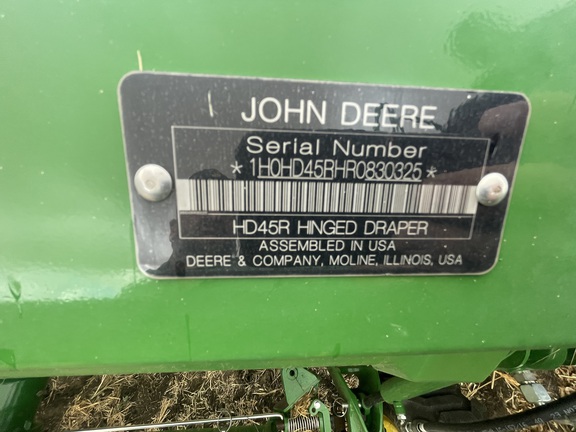 JOHN DEERE
Serial Number
*1H0HD45RHR0830325*
HD45R HINGED DRAPER
ASSEMBLED IN USA
DEERE & COMPANY, MOLINE, ILLINOIS, USA